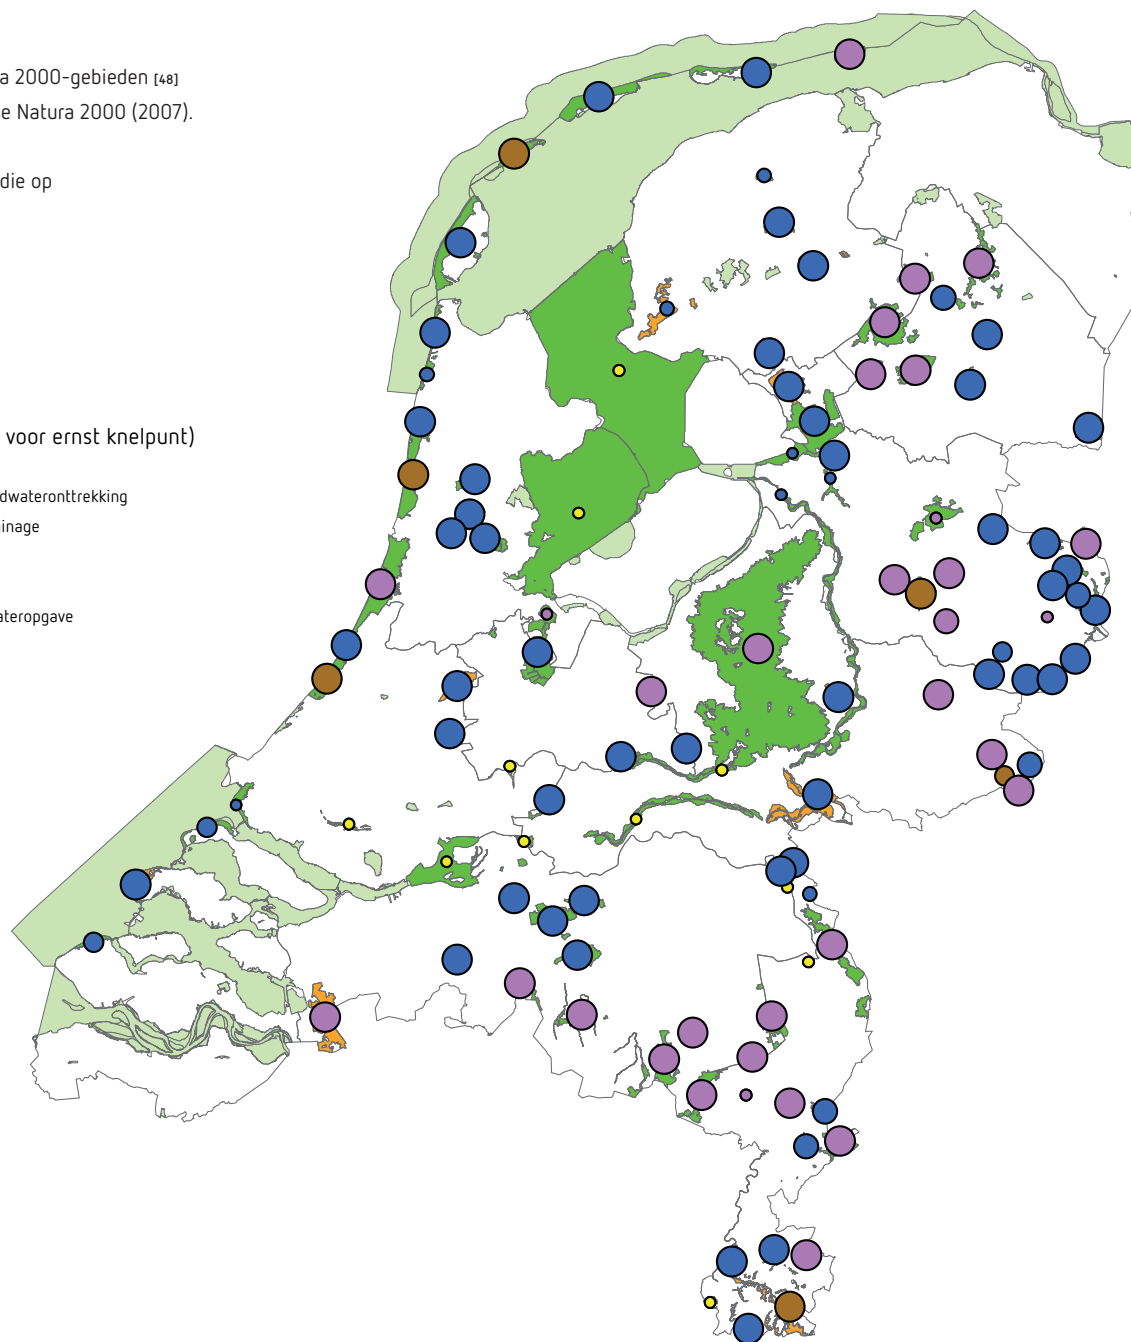 a 2000-gebieden [48]
e Natura 2000 (2007).
die op
voor ernst knelpunt)
dwateronttrekking
inage
ateropgave